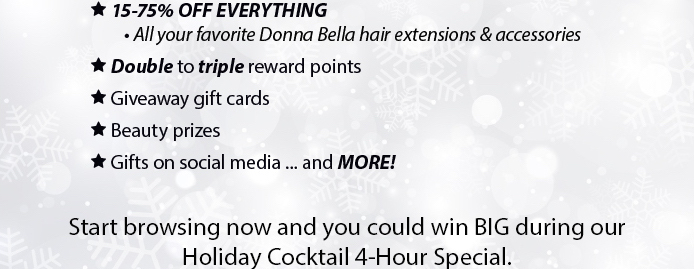 ★ 15-75% OFF EVERYTHING
• All your favorite Donna Bella hair extensions & accessories
★ Double to triple reward points
★ Giveaway gift cards
★ Beauty prizes
★ Gifts on social media ... and MORE!
Start browsing now and you could win BIG during our
Holiday Cocktail 4-Hour Special.